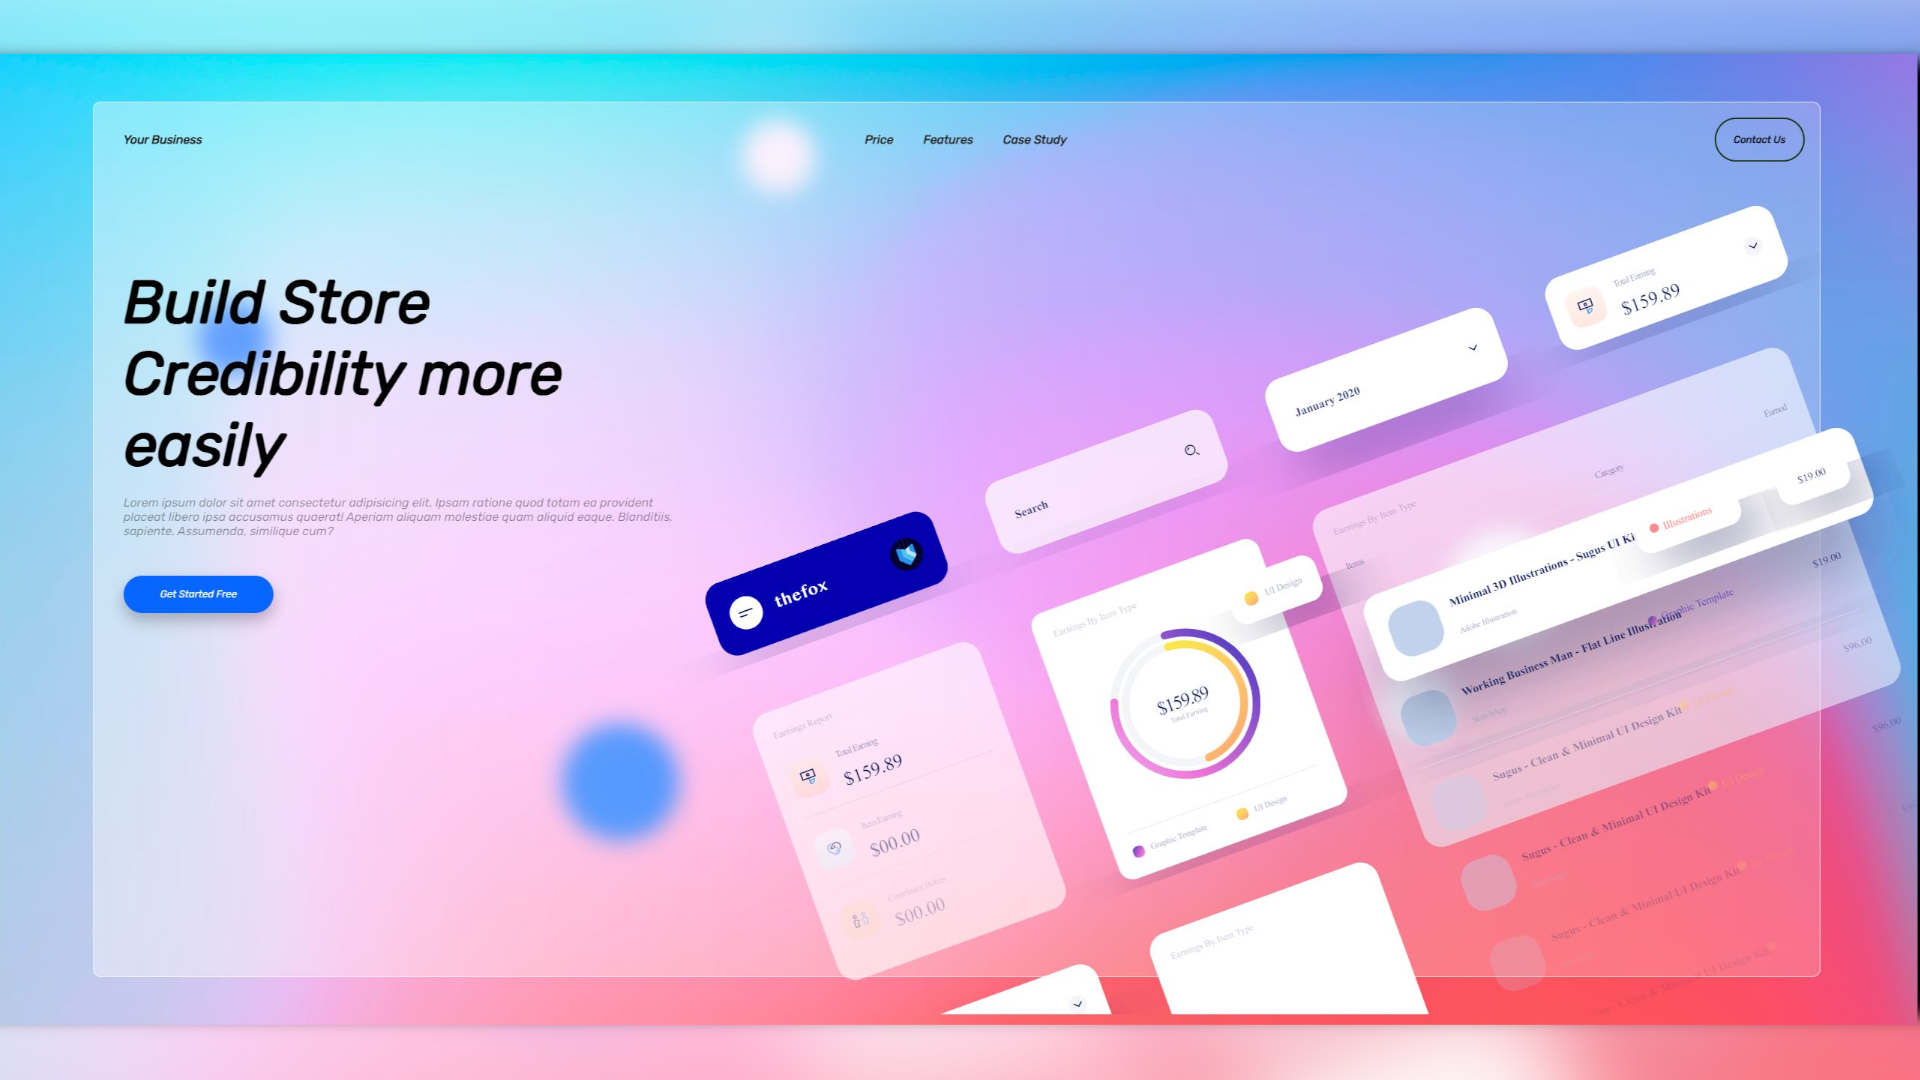 Your Business
Price
Features
Case Study
Contact Us
Build Store
Credibility more
easily
Lorem ipsum dolor sit amet consectetur adipisicing elit. Ipsam ratione quod totam ea provident
placeat libero ipsa accusamus quaerat! Aperiam aliquam molestiae quam aliquid eaque. Blanditiis,
sapiente. Assumenda, similique cum?
Get Started Free
thefox
Search
January 2020
Total Earning
$159.89
Earnings Report
Total Earning
$159.89
Item Earning
$00.00
$00.00
Earnings By Item Type
UI Design
$159.89
Total Earning
Graphic Template
UI Design
Earnings By Item Type
Items
Category
Earned
Minimal 3D Illustrations - Sugus UI Ki
Adobe Illustration
Illustrations
$19.00
Working Business Man - Flat Line Illustration
Graphic Template
$19.00
Sugus - Clean & Minimal UI Design Kit
UI Design
$96.00
Sugus - Clean & Minimal UI Design Kit
UI Design
$96.00
Sugus - Clean & Minimal UI Design Kit
Earnings By Item Type